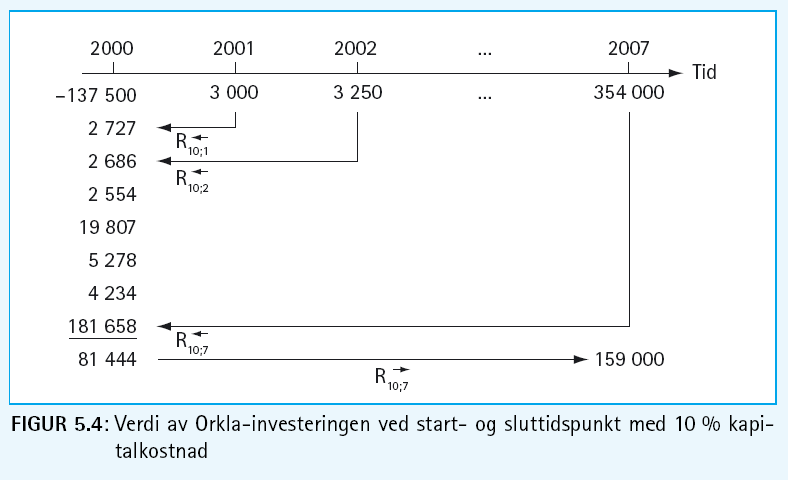 2000 2001 2002 ... 2007
Tid
–137 500 3 000 3 250 ... 354 000
2 727
R10;1
2 686
R10;2
2 554
19 807
5 278
4 234
181 658
R10;7
81 444 159 000
R10;7
FIGUR 5.4: Verdi av Orkla-investeringen ved start- og sluttidspunkt med 10 % kapi-
talkostnad